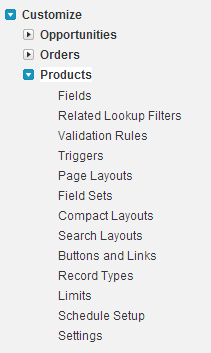 Customize
Opportunities
Orders
Products
Fields
Related Lookup Filters
Validation Rules
Triggers
Page Layouts
Field Sets
Compact Layouts
Search Layouts
Buttons and Links
Record Types
Limits
Schedule Setup
Settings